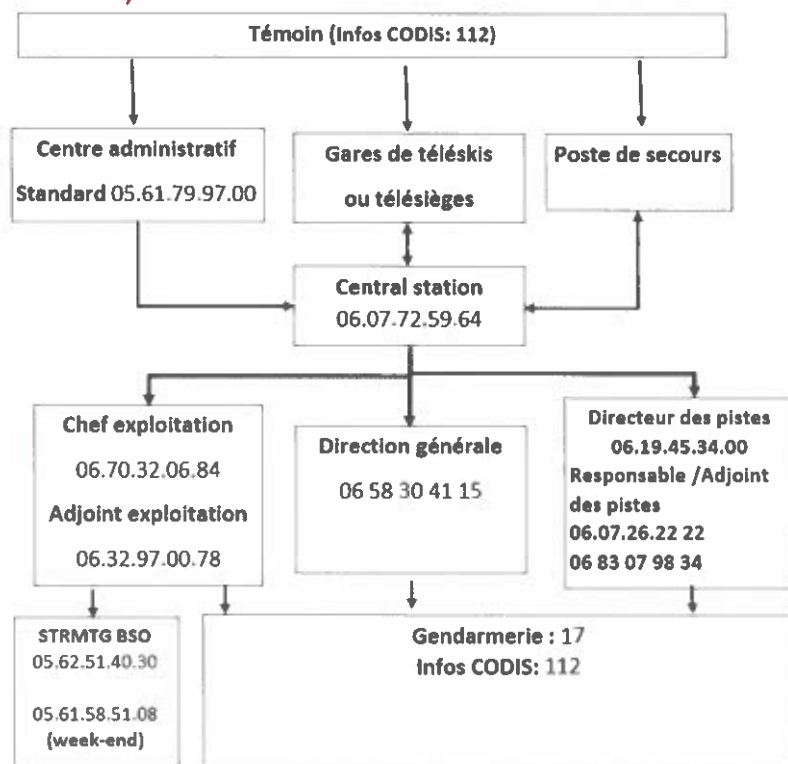 Témoin (Infos CODIS: 112)
Centre administratif
Standard 05.61.79.97.00
Gares de téléskis
ou télésièges
Poste de secours
Central station
06.07.72.59.64
Chef exploitation
06.70.32.06.84
Adjoint exploitation
06.32.97.00.78
Direction générale
06 58 30 41 15
Directeur des pistes
06.19.45.34.00
Responsable /Adjoint
des pistes
06.07.26.22 22
06 83 07 98 34
STRMTG BSO
05.62.51.40.30
05.61.58.51.08
(week-end)
Gendarmerie : 17
Infos CODIS: 112